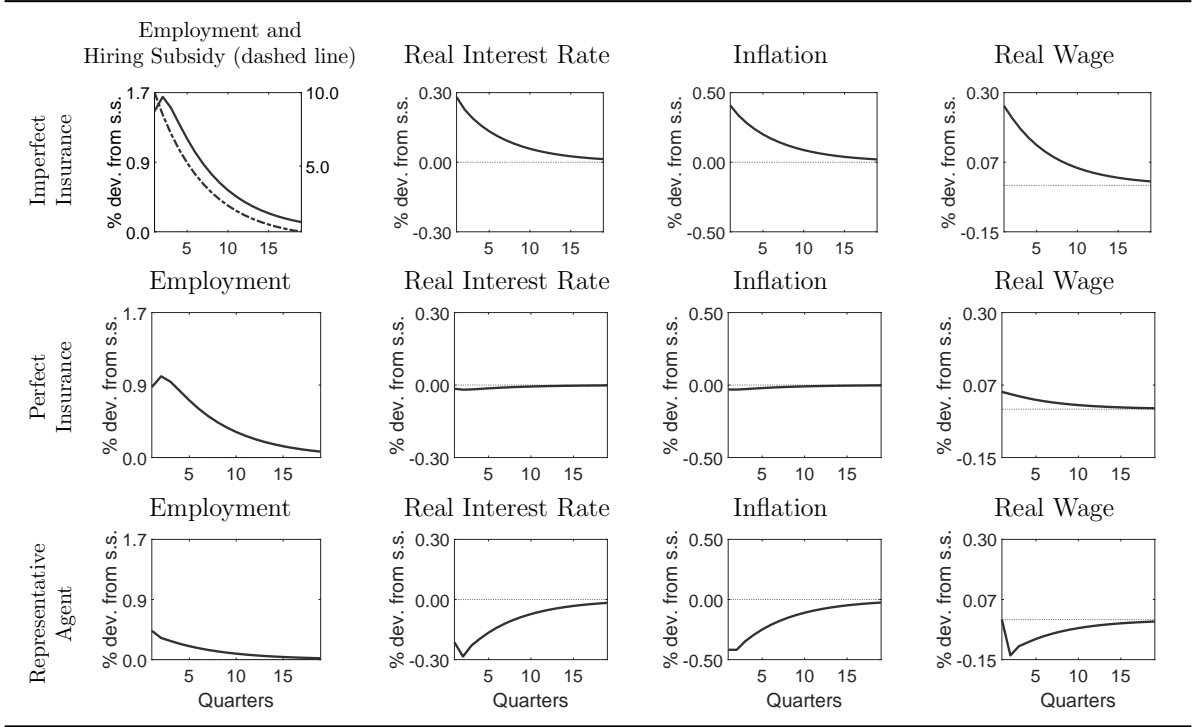 Employment and
Hiring Subsidy (dashed line)
Real Interest Rate
Inflation
Real Wage
Imperfect
Insurance
% dev. from s.s.
1.7
0.9
0.0
10.0
5.0
5 10 15
% dev. from s.s.
0.30
0.00
-0.30
5 10 15
% dev. from s.s.
0.50
0.00
-0.50
5 10 15
% dev. from s.s.
0.30
0.07
-0.15
5 10 15
Employment
Real Interest Rate
Inflation
Real Wage
Perfect
Insurance
% dev. from s.s.
1.7
0.9
0.0
5 10 15
% dev. from s.s.
0.30
0.00
-0.30
5 10 15
% dev. from s.s.
0.50
0.00
-0.50
5 10 15
% dev. from s.s.
0.30
0.07
-0.15
5 10 15
Employment
Real Interest Rate
Inflation
Real Wage
Representative
Agent
% dev. from s.s.
1.7
0.9
0.0
5 10 15
Quarters
% dev. from s.s.
0.30
0.00
-0.30
5 10 15
Quarters
% dev. from s.s.
0.50
0.00
-0.50
5 10 15
Quarters
% dev. from s.s.
0.30
0.07
-0.15
5 10 15
Quarters